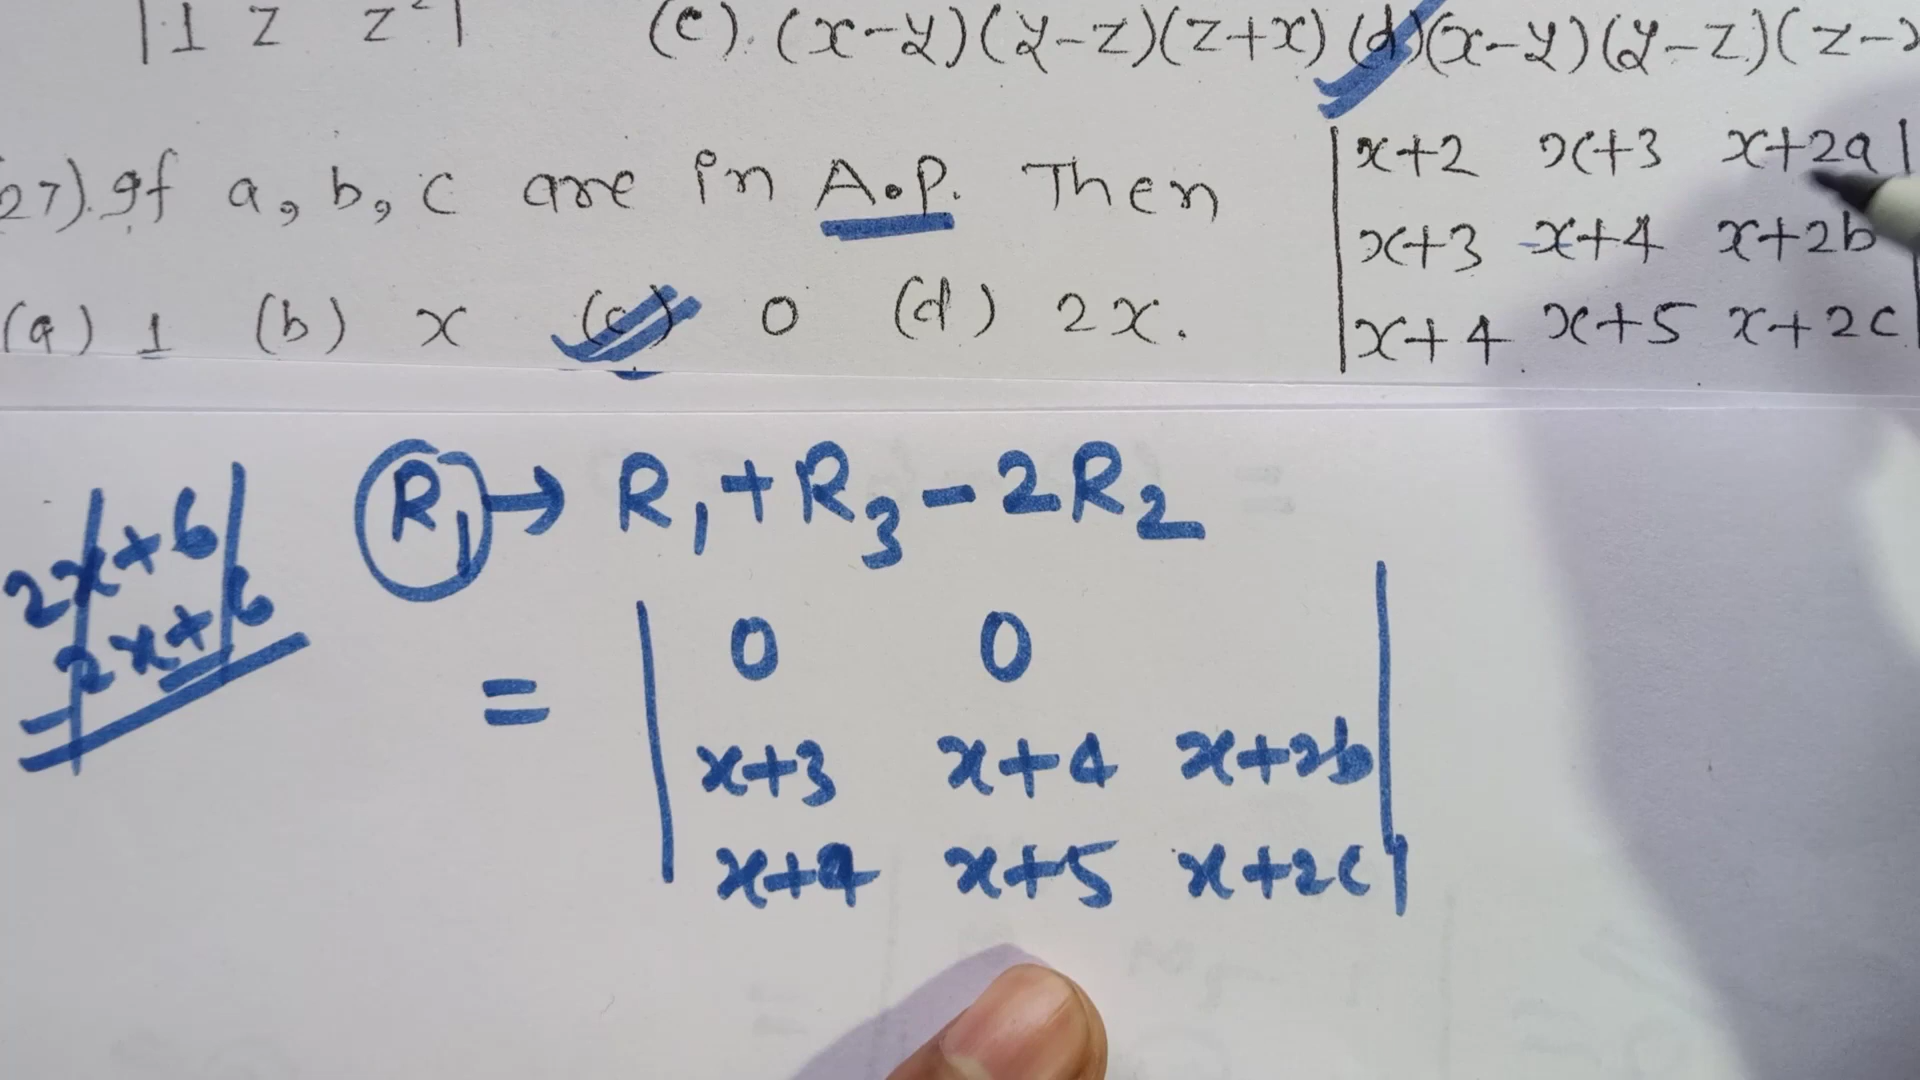 |1 z z²| (c). (x-y)(y-z)(z+x) (d) (x-y)(y-z)(z-
27). If a, b, c are in A.P. Then
|x+2 x+3 x+2a|
|x+3 x+4 x+2b
|x+4 x+5 x+2c|
(a) 1 (b) x (c) 0 (d) 2x.
R₁ → R₁+R₃-2R₂
2x+6
2x+6
= | 0 0 |
x+3 x+4 x+2b
x+4 x+5 x+2c